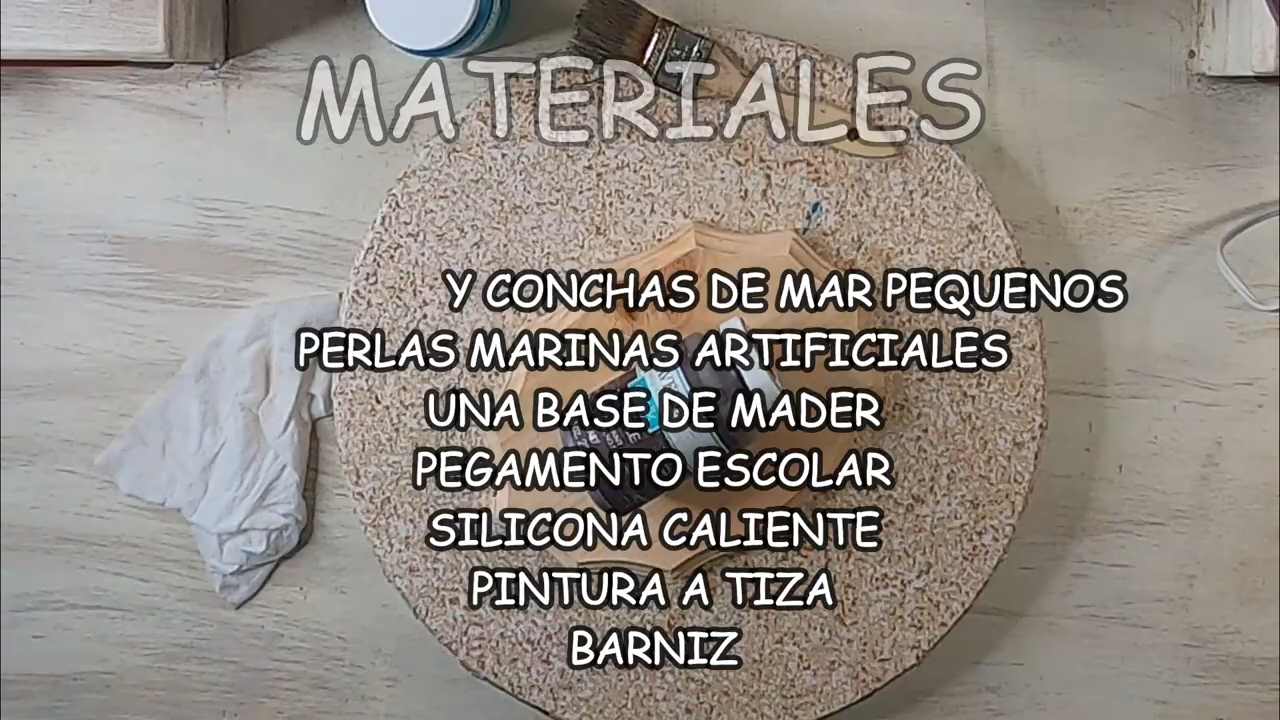 MATERIALES
Y CONCHAS DE MAR PEQUENOS
PERLAS MARINAS ARTIFICIALES
UNA BASE DE MADER
PEGAMENTO ESCOLAR
SILICONA CALIENTE
PINTURA A TIZA
BARNIZ